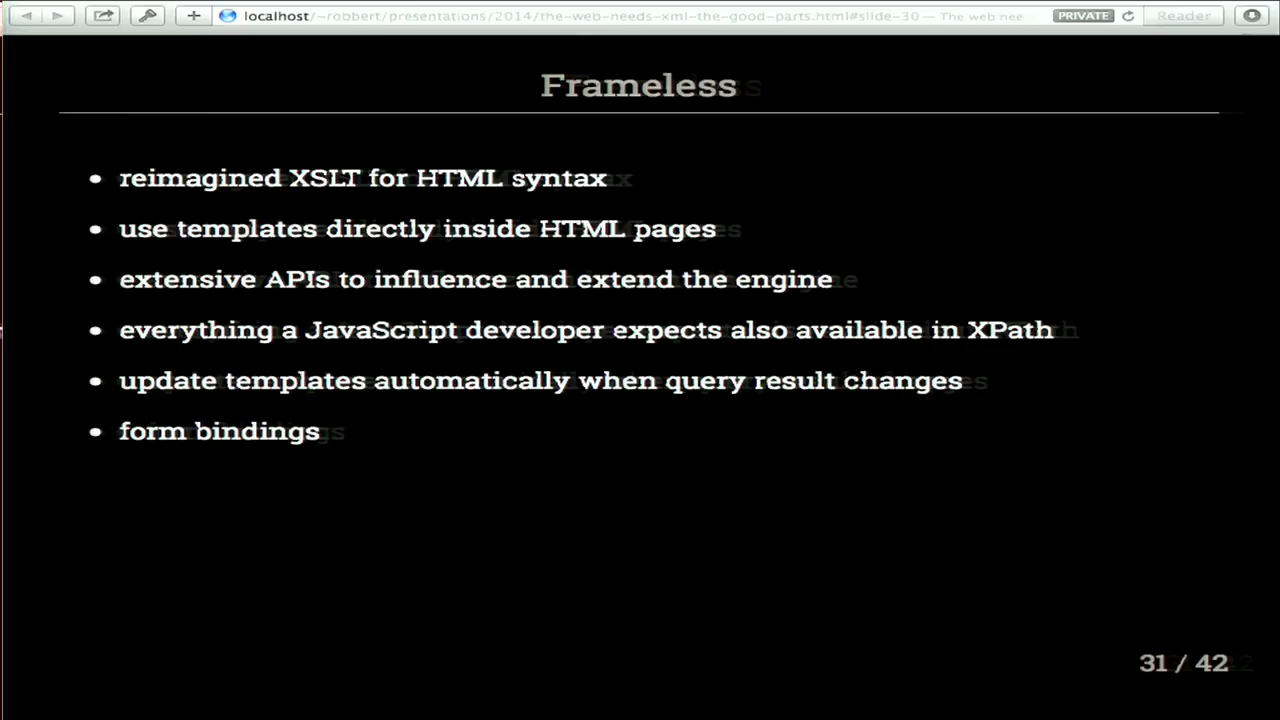 localhost/~robbert/presentations/2014/the-web-needs-xml-the-good-parts.html#slide-30 — The web nee PRIVATE Reader
Frameless
• reimagined XSLT for HTML syntax
• use templates directly inside HTML pages
• extensive APIs to influence and extend the engine
• everything a JavaScript developer expects also available in XPath
• update templates automatically when query result changes
• form bindings
31 / 42